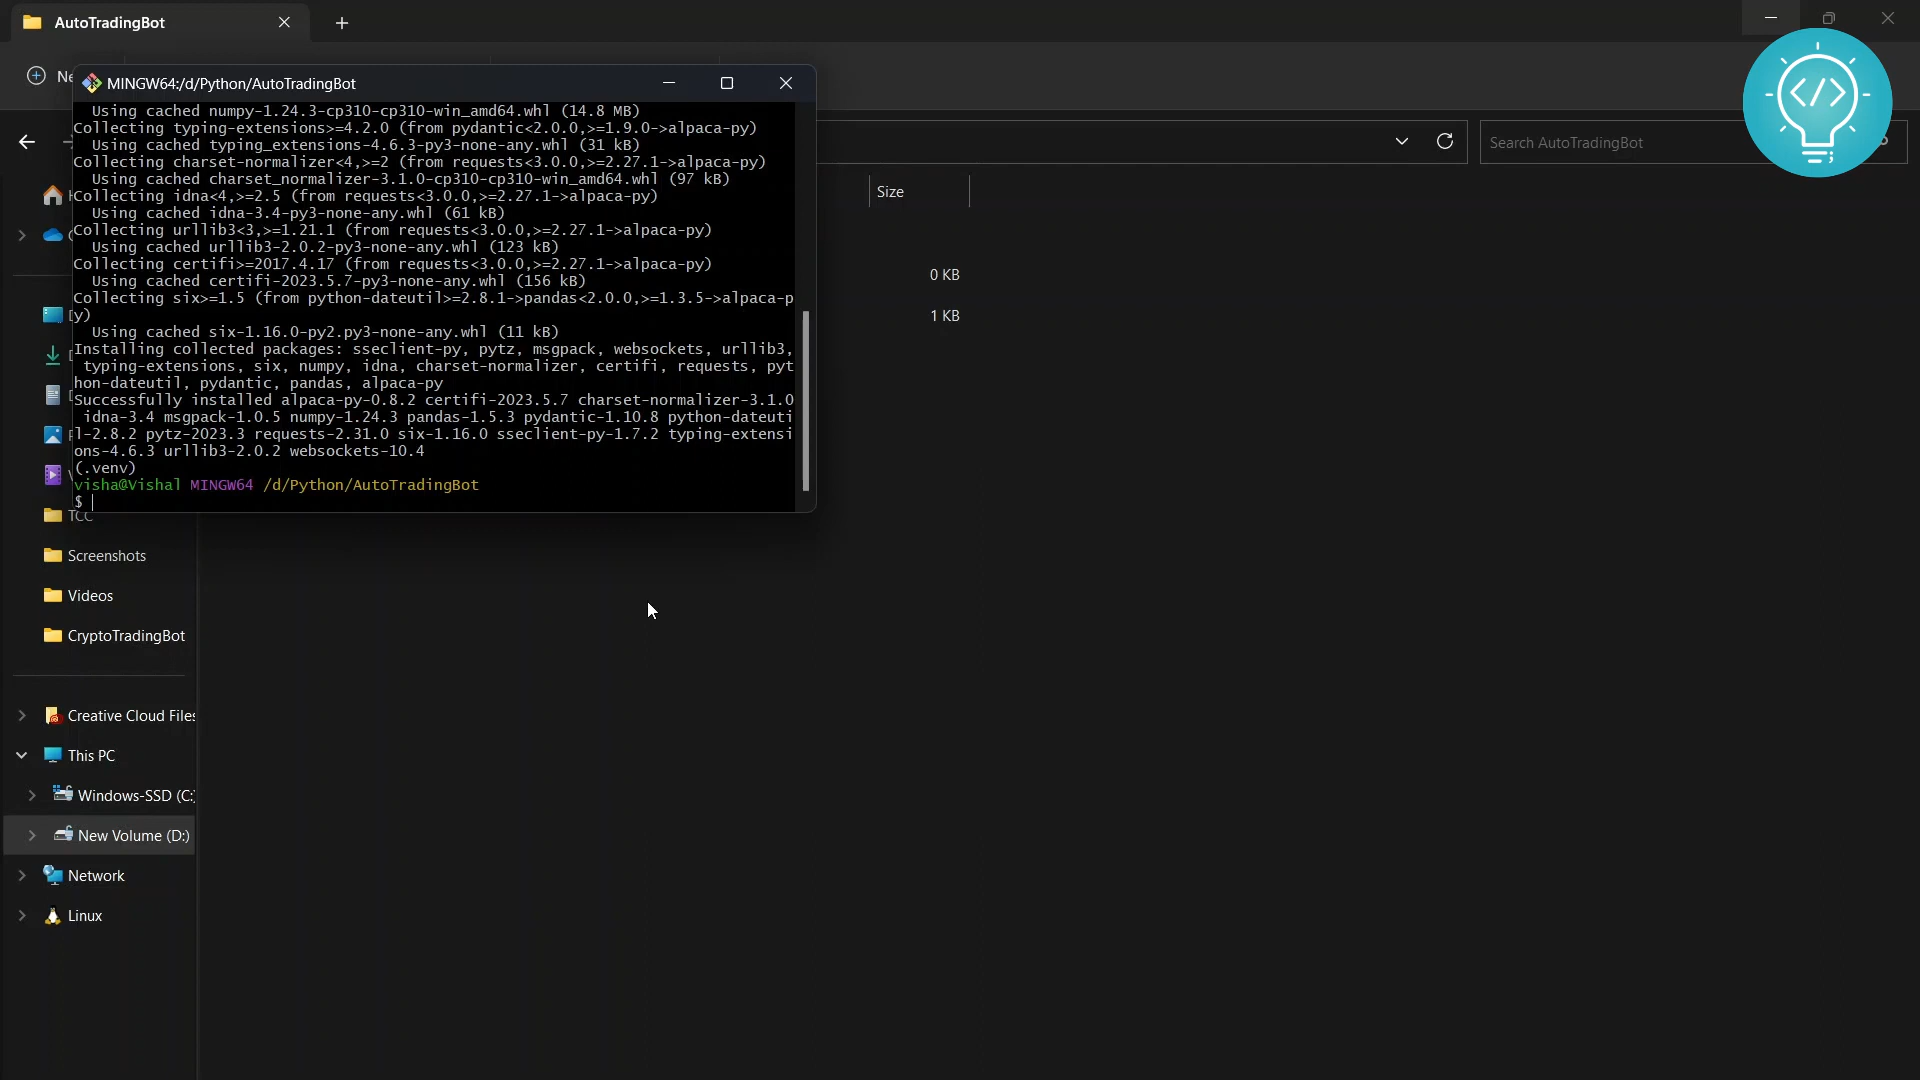 AutoTradingBot
MINGW64:/d/Python/AutoTradingBot
Using cached numpy-1.24.3-cp310-cp310-win_amd64.whl (14.8 MB)
Collecting typing-extensions>=4.2.0 (from pydantic<2.0.0,>=1.9.0->alpaca-py)
Using cached typing_extensions-4.6.3-py3-none-any.whl (31 kB)
Collecting charset-normalizer<4,>=2 (from requests<3.0.0,>=2.27.1->alpaca-py)
Using cached charset_normalizer-3.1.0-cp310-cp310-win_amd64.whl (97 kB)
Collecting idna<4,>=2.5 (from requests<3.0.0,>=2.27.1->alpaca-py)
Using cached idna-3.4-py3-none-any.whl (61 kB)
Collecting urllib3<3,>=1.21.1 (from requests<3.0.0,>=2.27.1->alpaca-py)
Using cached urllib3-2.0.2-py3-none-any.whl (123 kB)
Collecting certifi>=2017.4.17 (from requests<3.0.0,>=2.27.1->alpaca-py)
Using cached certifi-2023.5.7-py3-none-any.whl (156 kB)
Collecting six>=1.5 (from python-dateutil>=2.8.1->pandas<2.0.0,>=1.3.5->alpaca-p
y)
Using cached six-1.16.0-py2.py3-none-any.whl (11 kB)
Installing collected packages: sseclient-py, pytz, msgpack, websockets, urllib3,
typing-extensions, six, numpy, idna, charset-normalizer, certifi, requests, pyt
hon-dateutil, pydantic, pandas, alpaca-py
Successfully installed alpaca-py-0.8.2 certifi-2023.5.7 charset-normalizer-3.1.0
idna-3.4 msgpack-1.0.5 numpy-1.24.3 pandas-1.5.3 pydantic-1.10.8 python-dateuti
l-2.8.2 pytz-2023.3 requests-2.31.0 six-1.16.0 sseclient-py-1.7.2 typing-extensi
ons-4.6.3 urllib3-2.0.2 websockets-10.4
(.venv)
visha@Vishal MINGW64 /d/Python/AutoTradingBot
$
Search AutoTradingBot
</>
Size
0 KB
1 KB
TCC
Screenshots
Videos
CryptoTradingBot
Creative Cloud Files
This PC
Windows-SSD (C:)
New Volume (D:)
Network
Linux